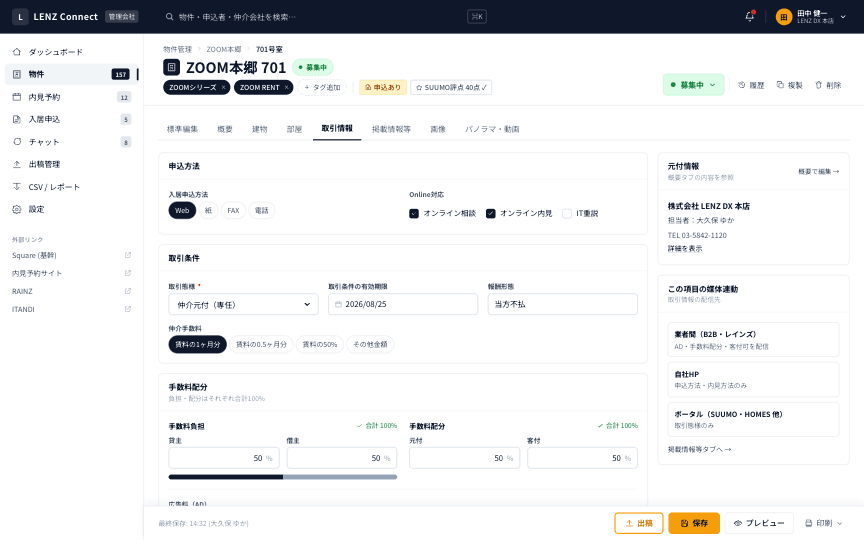 L LENZ Connect 管理会社
物件・申込者・仲介会社を検索…
⌘K
田 田中 健一
LENZ DX 本店
ダッシュボード
物件 157
内見予約 12
入居申込 5
チャット 8
出稿管理
CSV / レポート
設定
外部リンク
Square (基幹)
内見予約サイト
RAINZ
ITANDI
物件管理 › ZOOM本郷 › 701号室
ZOOM本郷 701 募集中
ZOOMシリーズ × ZOOM RENT × + タグ追加 申込あり SUUMO評点 40点 ✓
募集中 履歴 複製 削除
標準編集 概要 建物 部屋 取引情報 掲載情報等 画像 パノラマ・動画
申込方法
入居申込方法
Web 紙 FAX 電話
Online対応
オンライン相談 オンライン内見 IT重説
取引条件
取引態様 *
仲介元付（専任）
取引条件の有効期限
2026/08/25
報酬形態
当方不払
仲介手数料
賃料の1ヶ月分 賃料の0.5ヶ月分 賃料の50% その他金額
手数料配分
負担・配分はそれぞれ合計100%
手数料負担 ✓ 合計 100%
貸主 借主
50 % 50 %
手数料配分 ✓ 合計 100%
元付 客付
50 % 50 %
広告料（AD）
元付情報
概要タブの内容を参照
概要で編集 →
株式会社 LENZ DX 本店
担当者：大久保 ゆか
TEL 03-5842-1120
詳細を表示
この項目の媒体連動
取引情報の配信先
業者間（B2B・レインズ）
AD・手数料配分・客付可を配信
自社HP
申込方法・内見方法のみ
ポータル（SUUMO・HOMES 他）
取引態様のみ
掲載情報等タブへ →
最終保存: 14:32 (大久保 ゆか)
出稿 保存 プレビュー 印刷